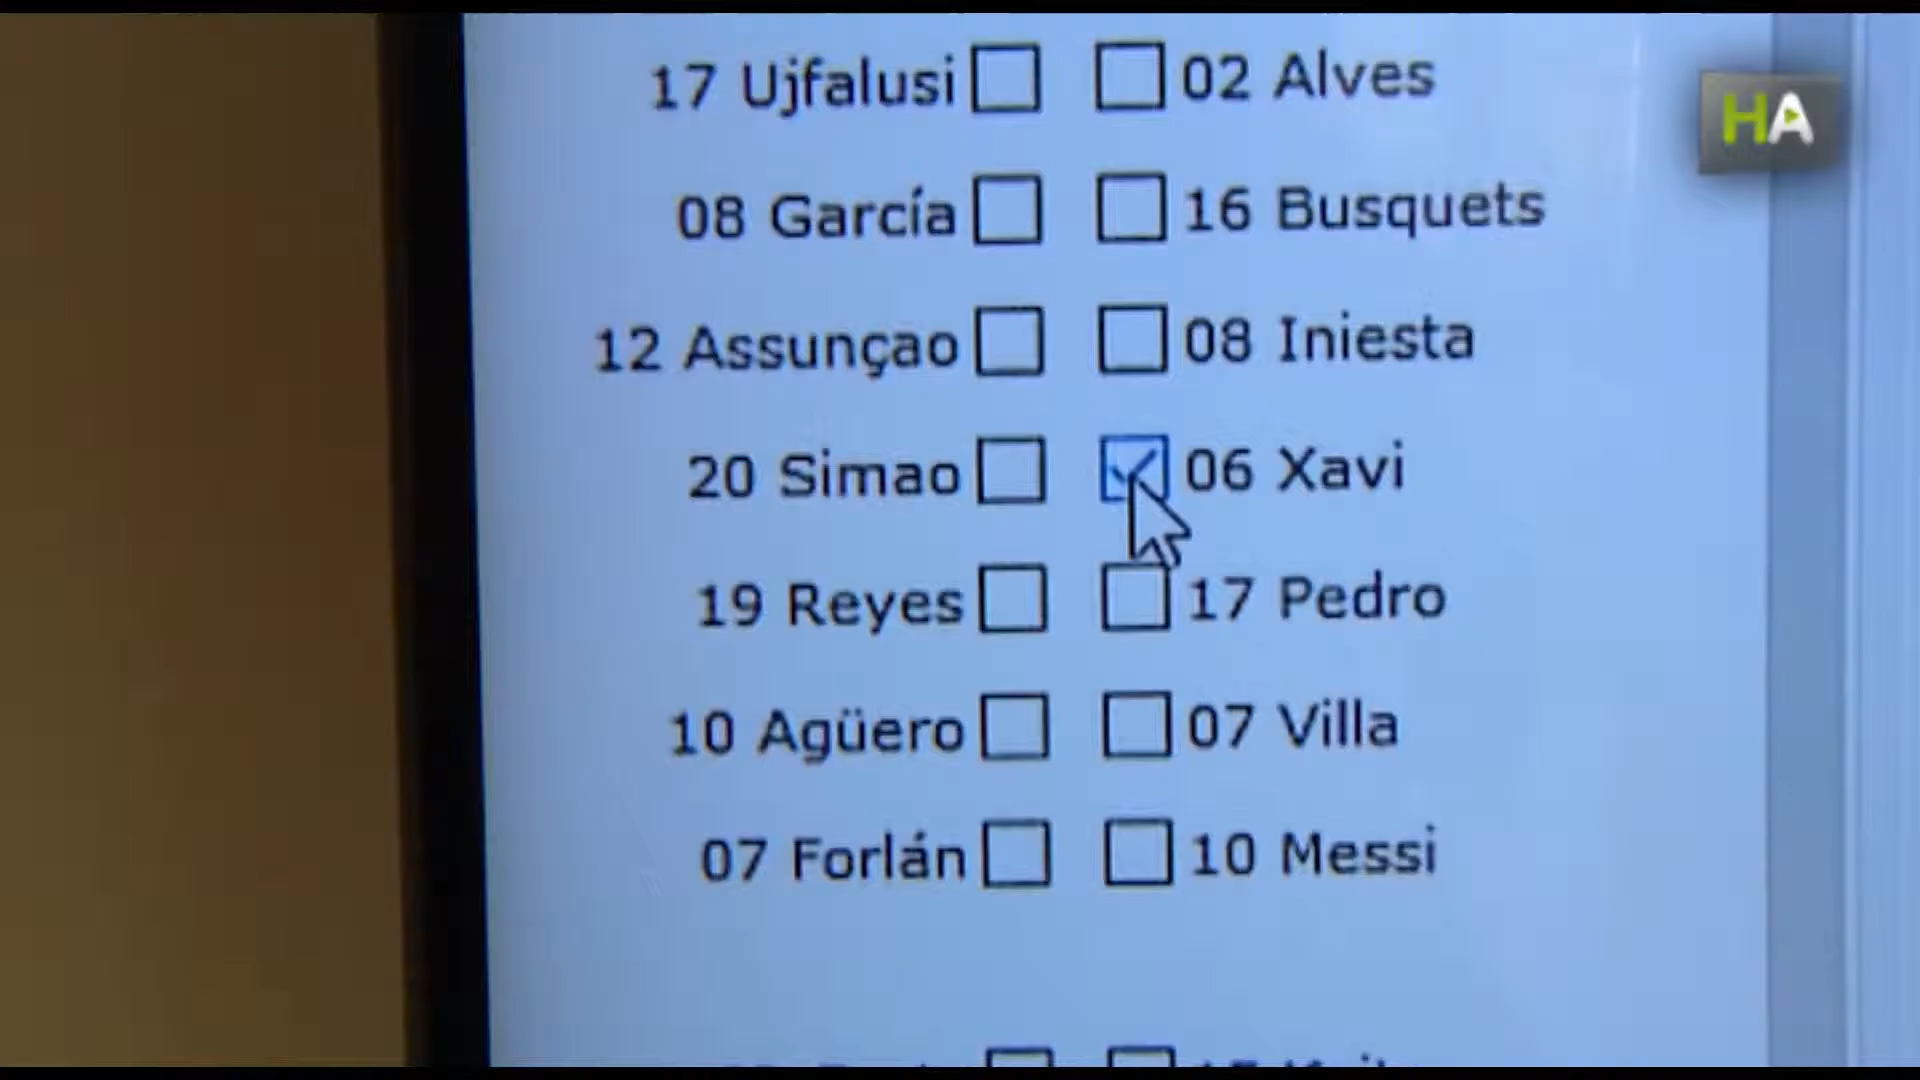 17 Ujfalusi 02 Alves
HA
08 García 16 Busquets
12 Assunçao 08 Iniesta
20 Simao 06 Xavi
19 Reyes 17 Pedro
10 Agüero 07 Villa
07 Forlán 10 Messi